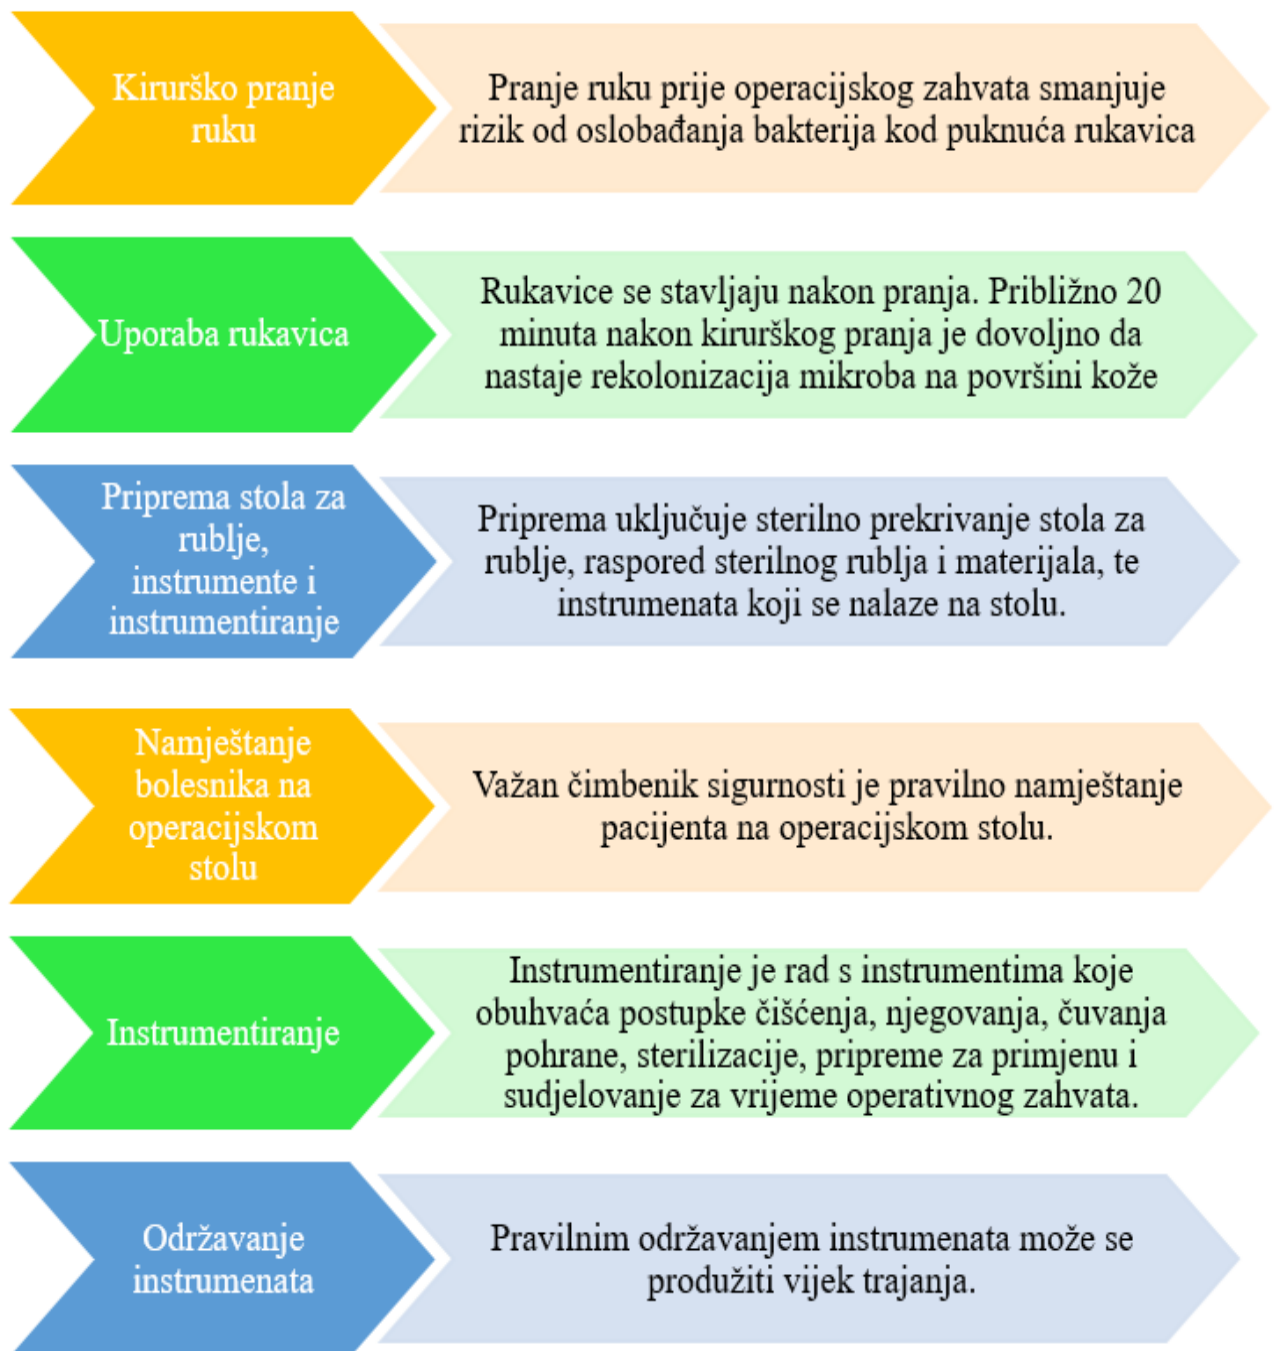 Kirurško pranje
ruku
Pranje ruku prije operacijskog zahvata smanjuje
rizik od oslobađanja bakterija kod puknuća rukavica
Uporaba rukavica
Rukavice se stavljaju nakon pranja. Približno 20
minuta nakon kirurškog pranja je dovoljno da
nastaje rekolonizacija mikroba na površini kože
Priprema stola za
rublje,
instrumente i
instrumentiranje
Priprema uključuje sterilno prekrivanje stola za
rublje, raspored sterilnog rublja i materijala, te
instrumenata koji se nalaze na stolu.
Namještanje
bolesnika na
operacijskom
stolu
Važan čimbenik sigurnosti je pravilno namještanje
pacijenta na operacijskom stolu.
Instrumentiranje
Instrumentiranje je rad s instrumentima koje
obuhvaća postupke čišćenja, njegovanja, čuvanja
pohrane, sterilizacije, pripreme za primjenu i
sudjelovanje za vrijeme operativnog zahvata.
Održavanje
instrumenata
Pravilnim održavanjem instrumenata može se
produžiti vijek trajanja.